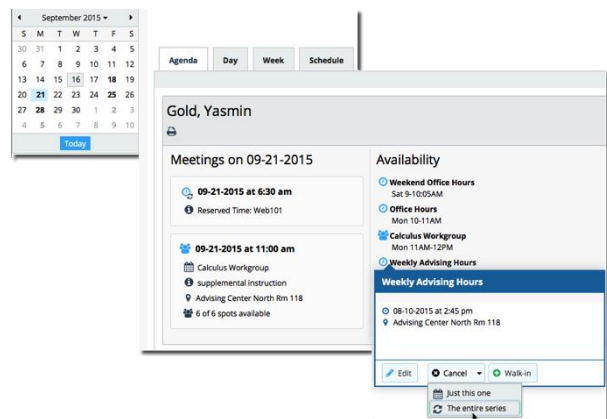 September 2015
S M T W T F S
30 31 1 2 3 4 5
6 7 8 9 10 11 12
13 14 15 16 17 18 19
20 21 22 23 24 25 26
27 28 29 30 1 2 3
4 5 6 7 8 9 10
Today
Agenda Day Week Schedule
Gold, Yasmin
Meetings on 09-21-2015
09-21-2015 at 6:30 am
Reserved Time: Web101
09-21-2015 at 11:00 am
Calculus Workgroup
supplemental instruction
Advising Center North Rm 118
6 of 6 spots available
Availability
Weekend Office Hours
Sat 9-10:05AM
Office Hours
Mon 10-11AM
Calculus Workgroup
Mon 11AM-12PM
Weekly Advising Hours
Weekly Advising Hours
08-10-2015 at 2:45 pm
Advising Center North Rm 118
Edit Cancel Walk-in
Just this one
The entire series